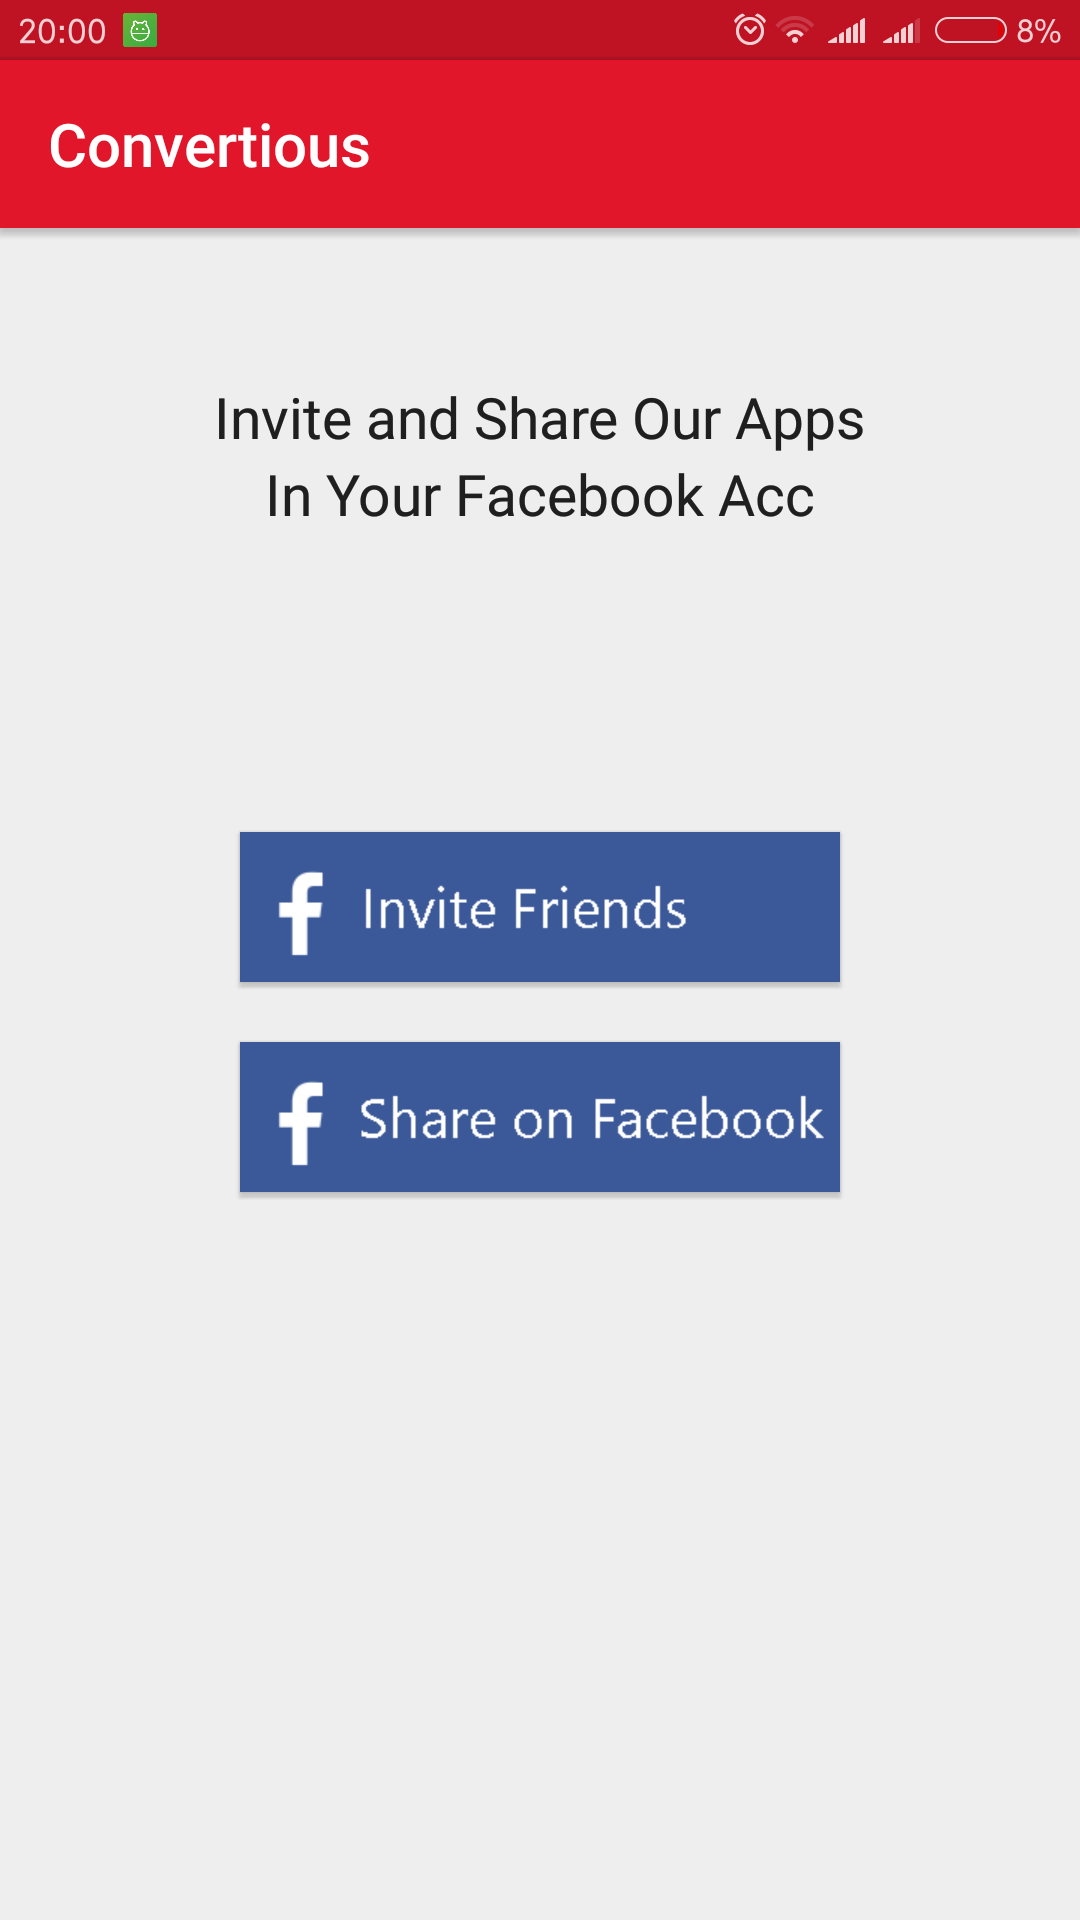 20:00 8%
Convertious
Invite and Share Our Apps
In Your Facebook Acc
Invite Friends
Share on Facebook